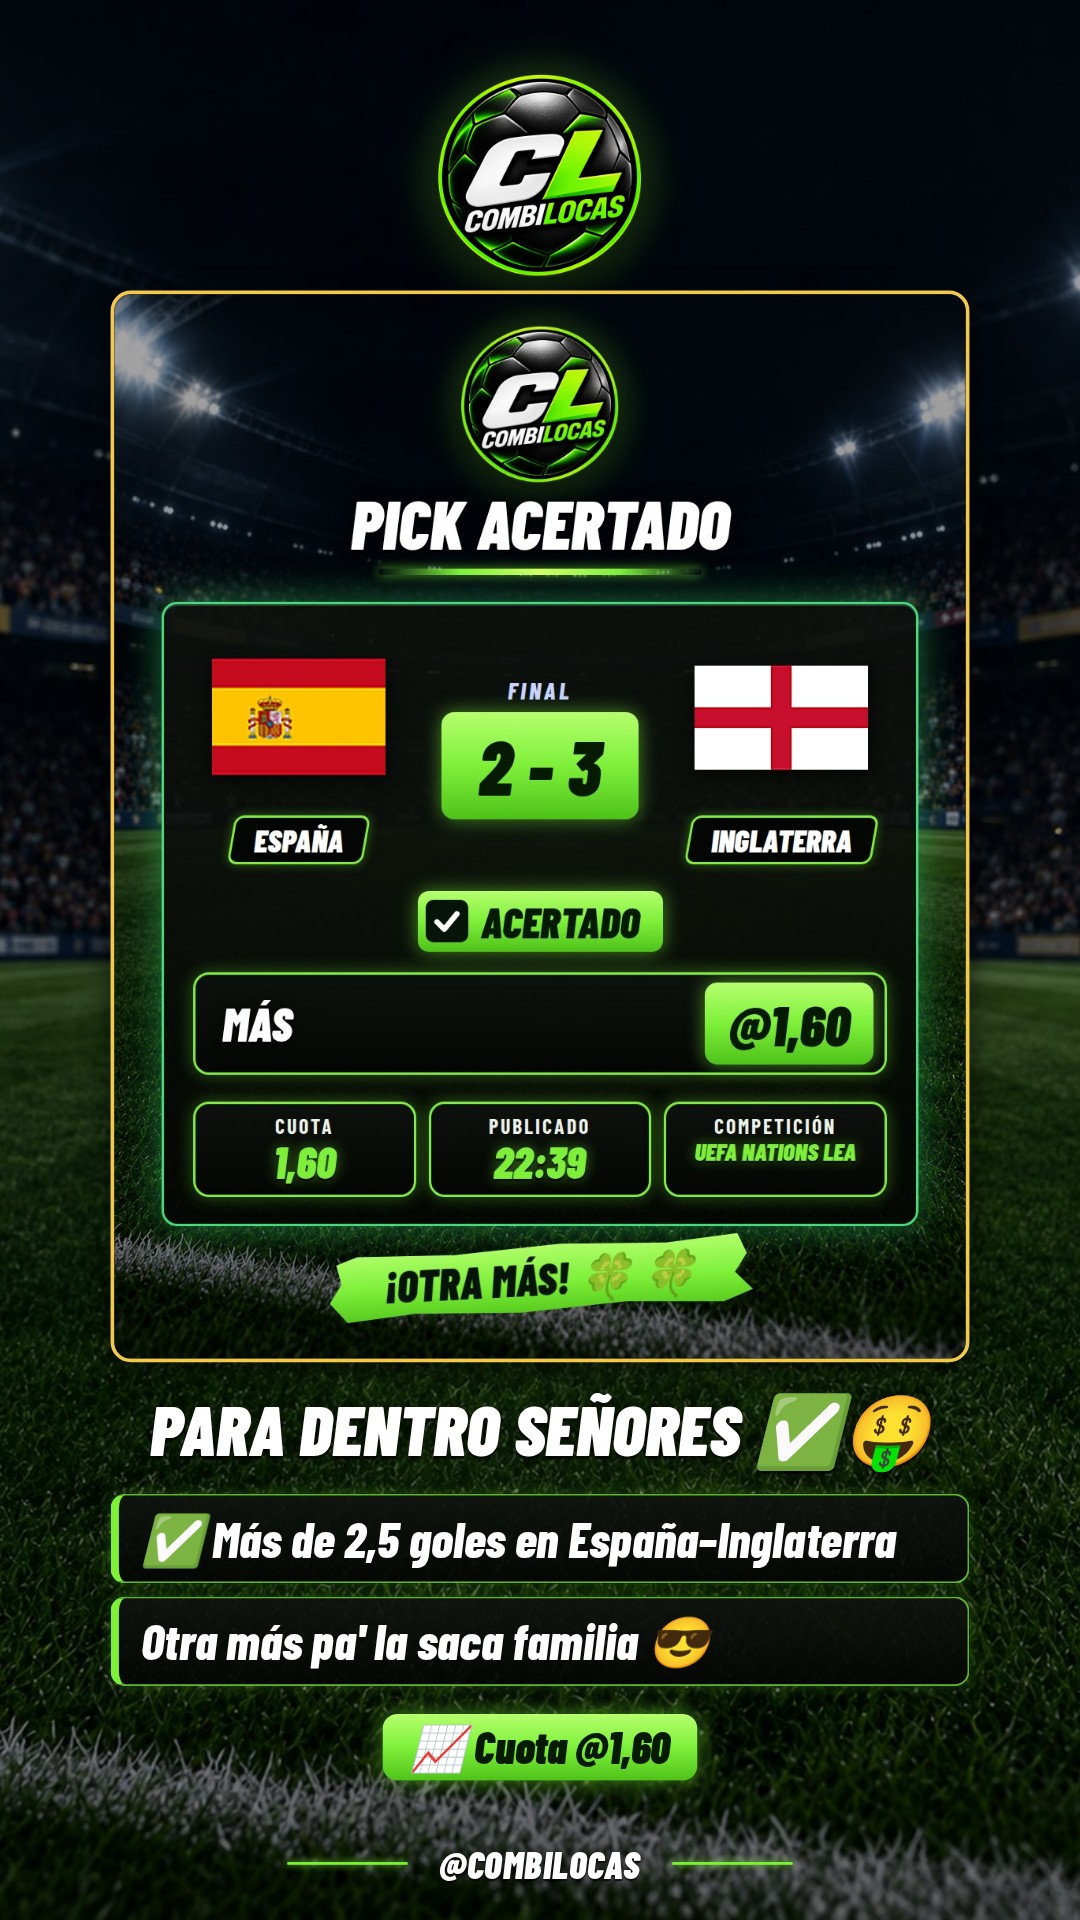 CL
COMBILOCAS
CL
COMBILOCAS
PICK ACERTADO
FINAL
2 - 3
ESPAÑA
INGLATERRA
ACERTADO
MÁS
@1,60
CUOTA
1,60
PUBLICADO
22:39
COMPETICIÓN
UEFA NATIONS LEA
¡OTRA MÁS! 🍀 🍀
PARA DENTRO SEÑORES ✅🤑
✅ Más de 2,5 goles en España-Inglaterra
Otra más pa' la saca familia 😎
📈 Cuota @1,60
@COMBILOCAS